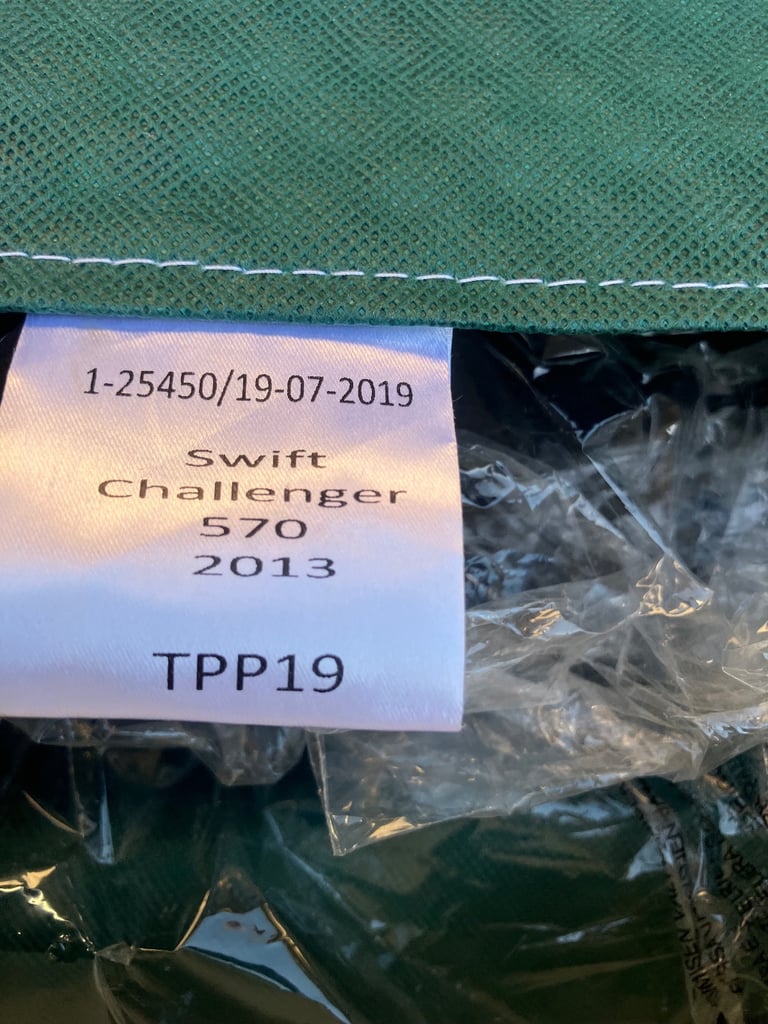 1-25450/19-07-2019
Swift
Challenger
570
2013
TPP19